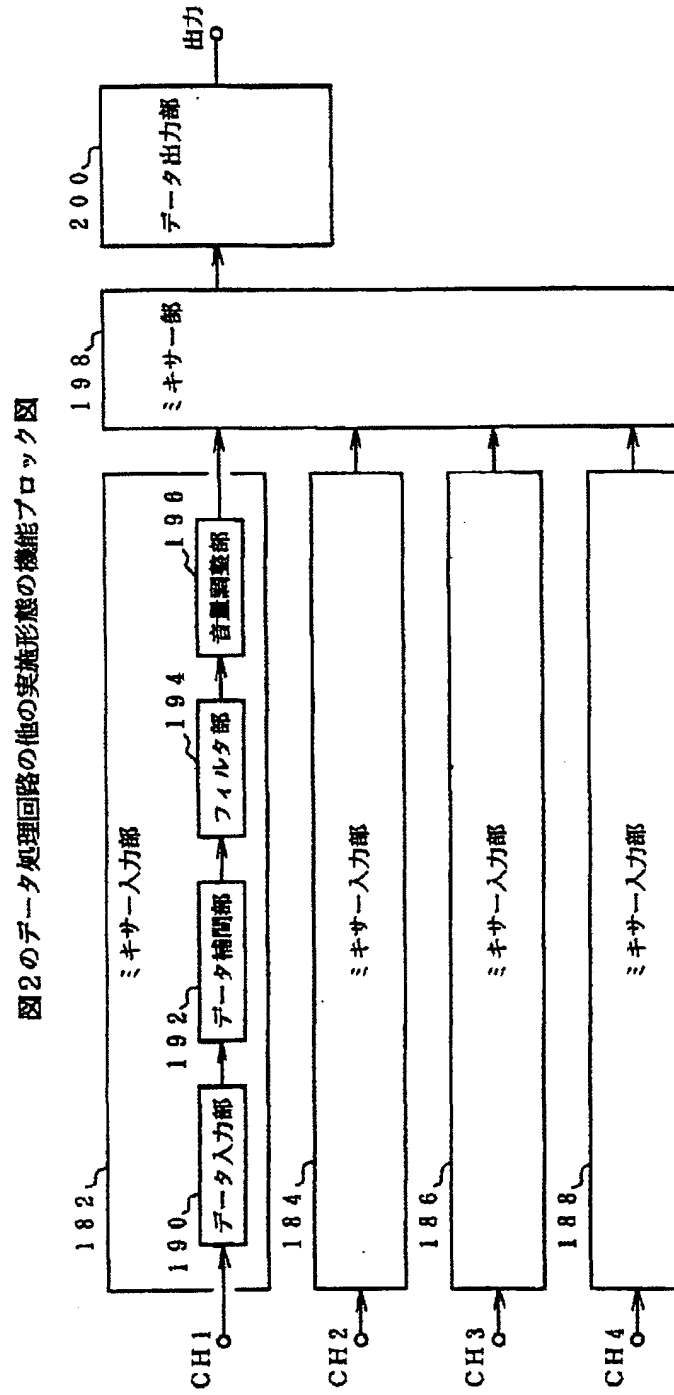 図2のデータ処理回路の他の実施形態の機能ブロック図
182
ミキサー入力部
CH1
190
データ入力部
192
データ補間部
194
フィルタ部
196
音量調整部
198
ミキサー部
200
データ出力部
出力
CH2
184
ミキサー入力部
CH3
186
ミキサー入力部
CH4
188
ミキサー入力部